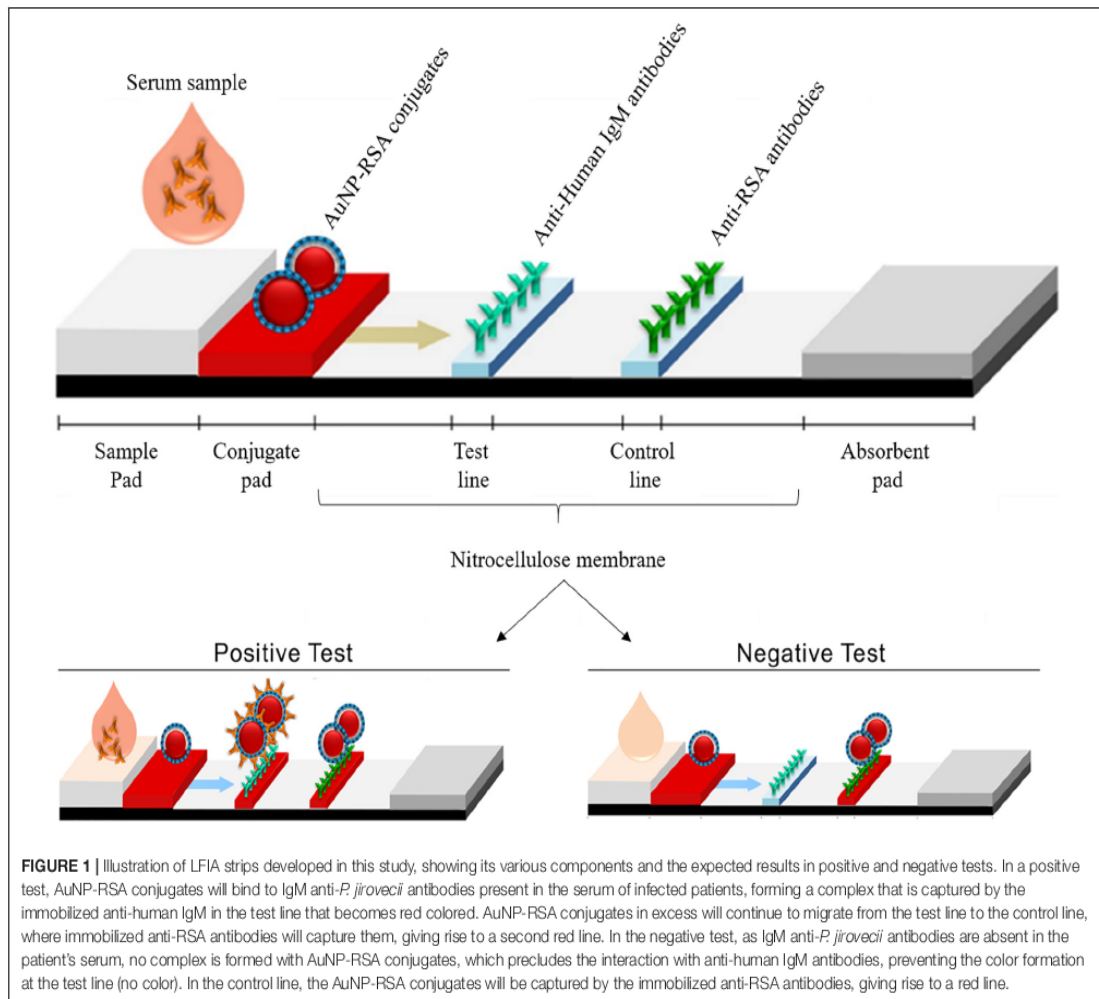 Serum sample
AuNP-RSA conjugates
Anti-Human IgM antibodies
Anti-RSA antibodies
Sample
Pad
Conjugate
pad
Test
line
Control
line
Absorbent
pad
Nitrocellulose membrane
Positive Test
Negative Test
FIGURE 1 | Illustration of LFIA strips developed in this study, showing its various components and the expected results in positive and negative tests. In a positive
test, AuNP-RSA conjugates will bind to IgM anti-P. jirovecii antibodies present in the serum of infected patients, forming a complex that is captured by the
immobilized anti-human IgM in the test line that becomes red colored. AuNP-RSA conjugates in excess will continue to migrate from the test line to the control line,
where immobilized anti-RSA antibodies will capture them, giving rise to a second red line. In the negative test, as IgM anti-P. jirovecii antibodies are absent in the
patient's serum, no complex is formed with AuNP-RSA conjugates, which precludes the interaction with anti-human IgM antibodies, preventing the color formation
at the test line (no color). In the control line, the AuNP-RSA conjugates will be captured by the immobilized anti-RSA antibodies, giving rise to a red line.